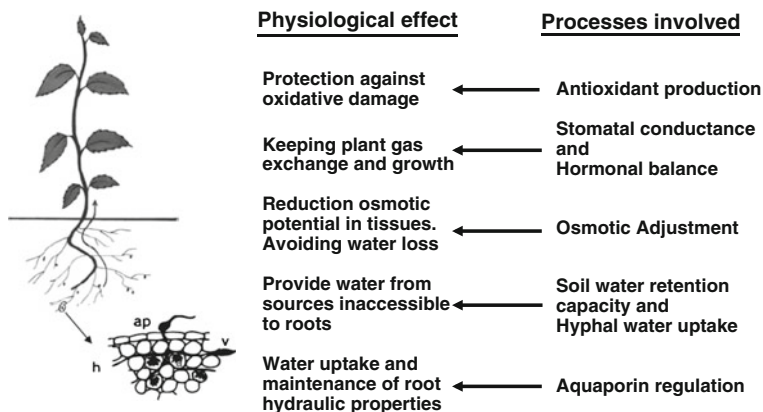 Physiological effect
Processes involved
Protection against
oxidative damage
Antioxidant production
Keeping plant gas
exchange and growth
Stomatal conductance
and
Hormonal balance
Reduction osmotic
potential in tissues.
Avoiding water loss
Osmotic Adjustment
Provide water from
sources inaccessible
to roots
Soil water retention
capacity and
Hyphal water uptake
Water uptake and
maintenance of root
hydraulic properties
Aquaporin regulation
ap
v
h